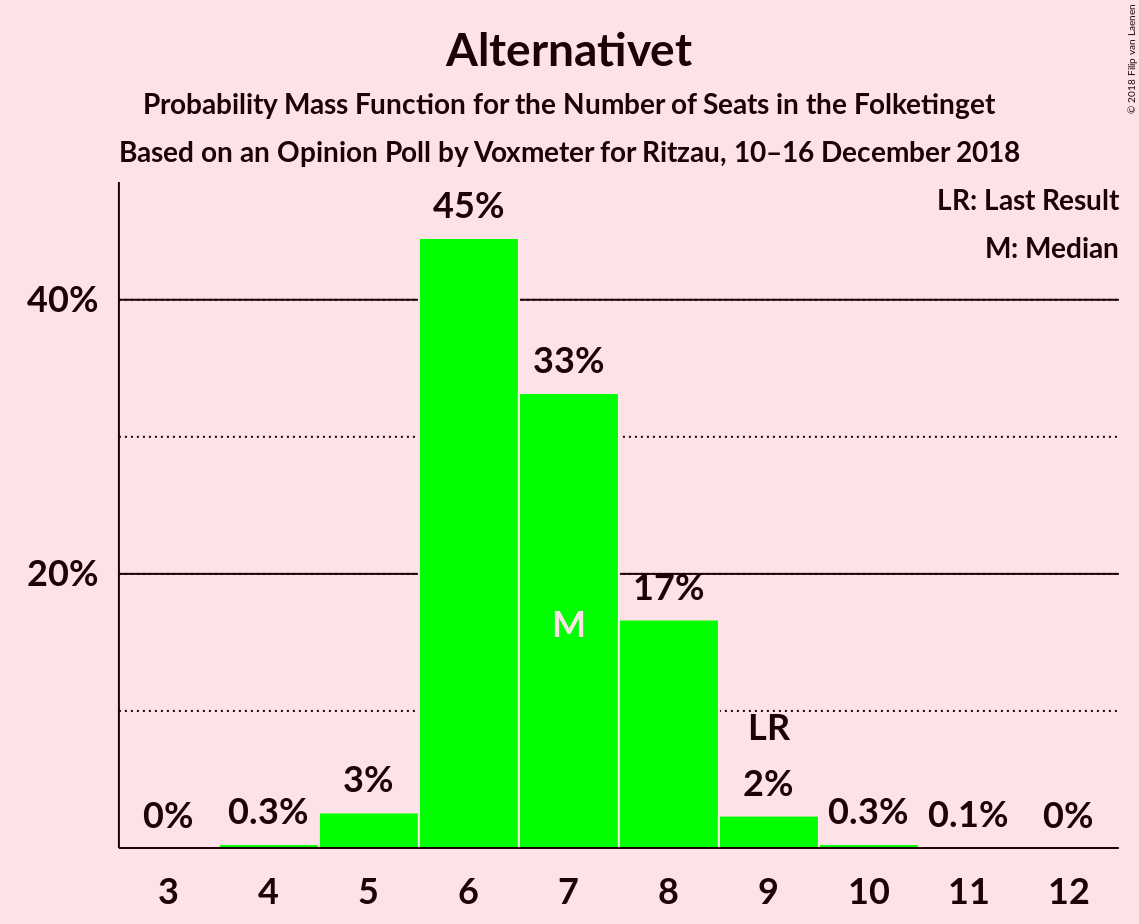 Alternativet
Probability Mass Function for the Number of Seats in the Folketinget
Based on an Opinion Poll by Voxmeter for Ritzau, 10–16 December 2018
© 2018 Filip van Laenen
LR: Last Result
M: Median
45%
40%
33%
20%
17%
M
LR
3%
2%
0%
0.3%
0.3%
0.1%
0%
3 4 5 6 7 8 9 10 11 12